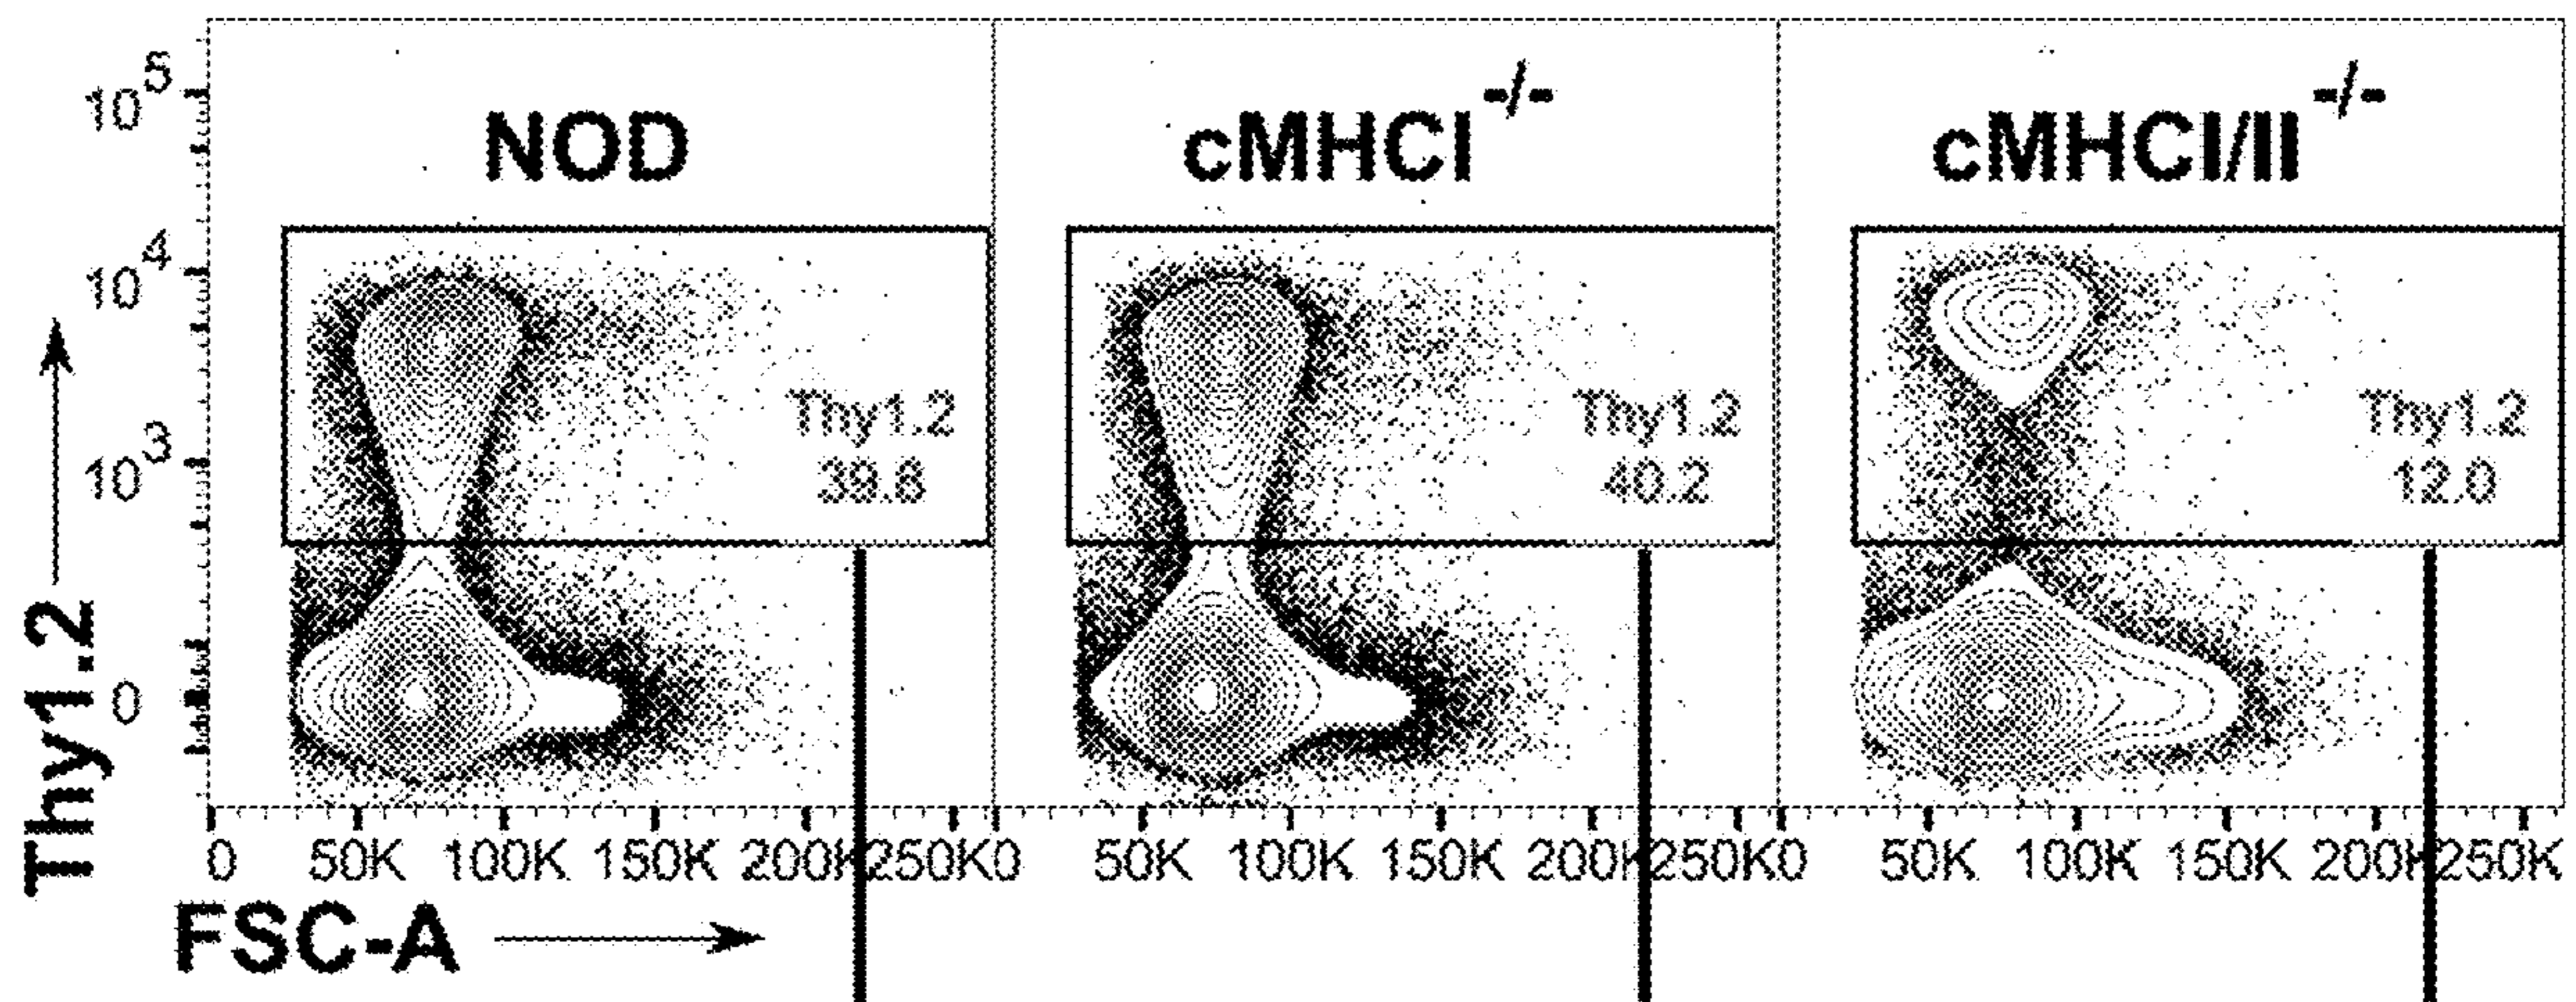 NOD
cMHCI-/-
cMHCI/II-/-
10^5
10^4
10^3
0
Thy1.2
Thy1.2
39.8
Thy1.2
40.2
Thy1.2
12.0
0 50K 100K 150K 200K 250K 0 50K 100K 150K 200K 250K 0 50K 100K 150K 200K 250K
FSC-A